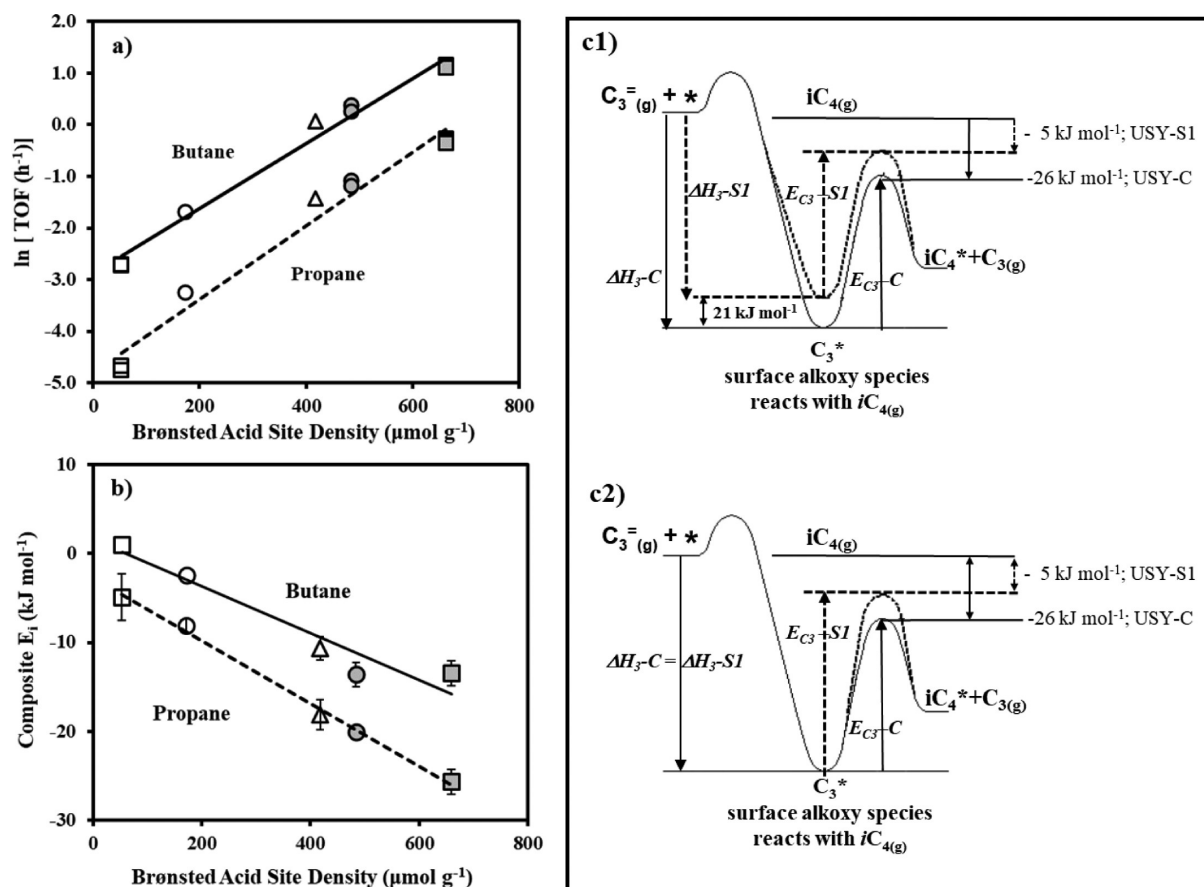 a)
2.0
1.0
0.0
-1.0
-2.0
-3.0
-4.0
-5.0
ln [ TOF (h⁻¹)]
Butane
Propane
0 200 400 600 800
Brønsted Acid Site Density (µmol g⁻¹)
b)
10
0
-10
-20
-30
Composite Eᵢ (kJ mol⁻¹)
Butane
Propane
0 200 400 600 800
Brønsted Acid Site Density (µmol g⁻¹)
c1)
C₃⁼(g) + *
iC₄(g)
- 5 kJ mol⁻¹; USY-S1
-26 kJ mol⁻¹; USY-C
ΔH₃-S1
E_C3-S1
ΔH₃-C
E_C3-C
iC₄*+C₃(g)
21 kJ mol⁻¹
C₃*
surface alkoxy species
reacts with iC₄(g)
c2)
C₃⁼(g) + *
iC₄(g)
- 5 kJ mol⁻¹; USY-S1
-26 kJ mol⁻¹; USY-C
E_C3-S1
ΔH₃-C = ΔH₃-S1
E_C3-C
iC₄*+C₃(g)
C₃*
surface alkoxy species
reacts with iC₄(g)